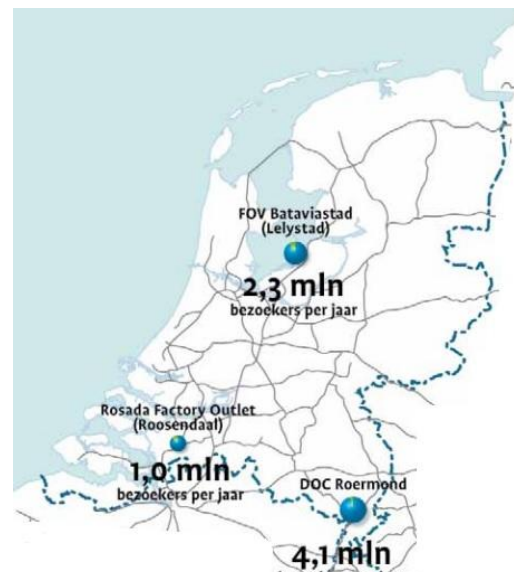 FOV Bataviastad
(Lelystad)
2,3 mln
bezoekers per jaar
Rosada Factory Outlet
(Roosendaal)
1,0 mln
bezoekers per jaar
DOC Roermond
4,1 mln